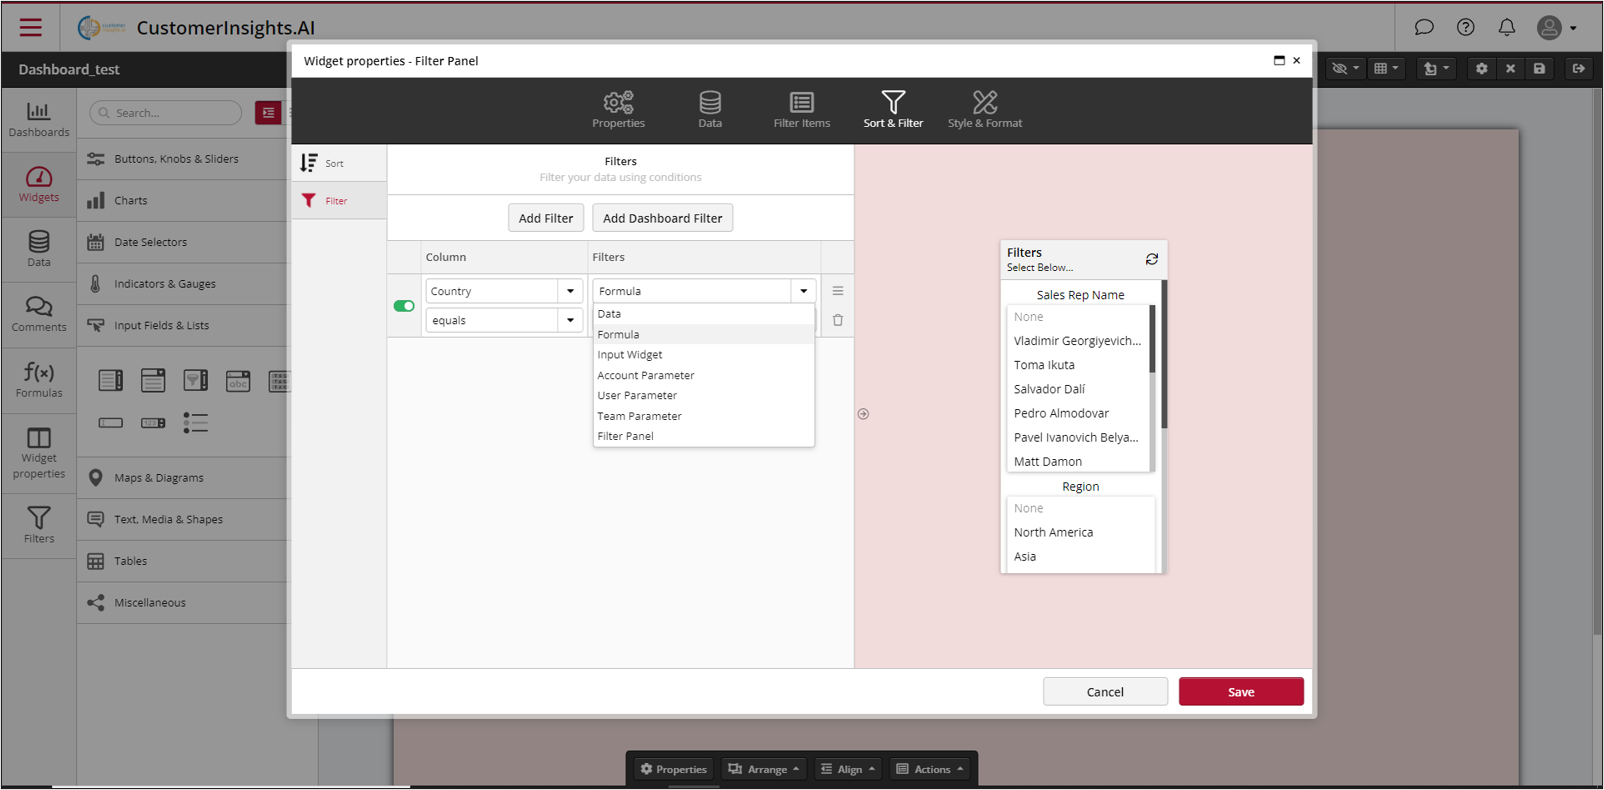 CustomerInsights.AI
Dashboard_test
Dashboards
Widgets
Data
Comments
f(x)
Formulas
Widget
properties
Filters
Search...
Buttons, Knobs & Sliders
Charts
Date Selectors
Indicators & Gauges
Input Fields & Lists
abc
Maps & Diagrams
Text, Media & Shapes
Tables
Miscellaneous
Widget properties - Filter Panel
Properties
Data
Filter Items
Sort & Filter
Style & Format
Sort
Filter
Filters
Filter your data using conditions
Add Filter
Add Dashboard Filter
Column
Filters
Country
Formula
equals
Data
Formula
Input Widget
Account Parameter
User Parameter
Team Parameter
Filter Panel
Filters
Select Below...
Sales Rep Name
None
Vladimir Georgiyevich...
Toma Ikuta
Salvador Dalí
Pedro Almodovar
Pavel Ivanovich Belya...
Matt Damon
Region
None
North America
Asia
Cancel
Save
Properties
Arrange
Align
Actions